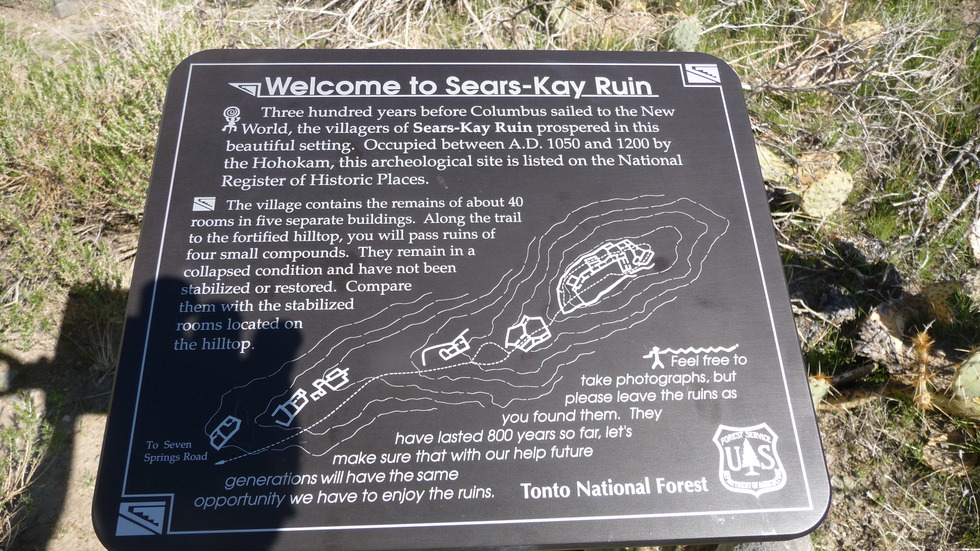 Welcome to Sears-Kay Ruin
Three hundred years before Columbus sailed to the New
World, the villagers of Sears-Kay Ruin prospered in this
beautiful setting. Occupied between A.D. 1050 and 1200 by
the Hohokam, this archeological site is listed on the National
Register of Historic Places.
The village contains the remains of about 40
rooms in five separate buildings. Along the trail
to the fortified hilltop, you will pass ruins of
four small compounds. They remain in a
collapsed condition and have not been
stabilized or restored. Compare
them with the stabilized
rooms located on
the hilltop.
Feel free to
take photographs, but
please leave the ruins as
you found them. They
have lasted 800 years so far, let's
make sure that with our help future
generations will have the same
opportunity we have to enjoy the ruins.
To Seven
Springs Road
Tonto National Forest
FOREST SERVICE
U S
DEPARTMENT OF AGRICULTURE